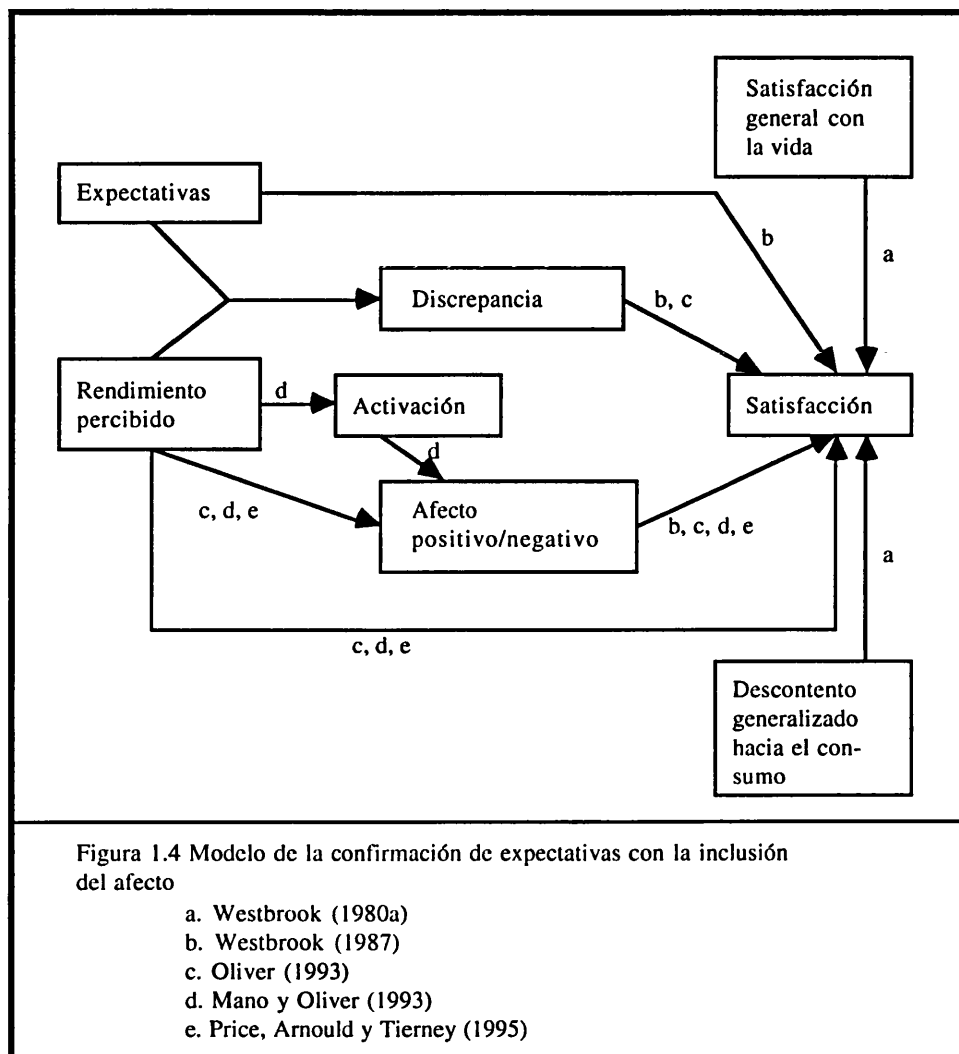 Satisfacción
general con
la vida
Expectativas
b
a
Discrepancia
b, c
Rendimiento
percibido
d
Activación
Satisfacción
d
c, d, e
Afecto
positivo/negativo
b, c, d, e
a
c, d, e
Descontento
generalizado
hacia el con-
sumo
Figura 1.4 Modelo de la confirmación de expectativas con la inclusión
del afecto
a. Westbrook (1980a)
b. Westbrook (1987)
c. Oliver (1993)
d. Mano y Oliver (1993)
e. Price, Arnould y Tierney (1995)